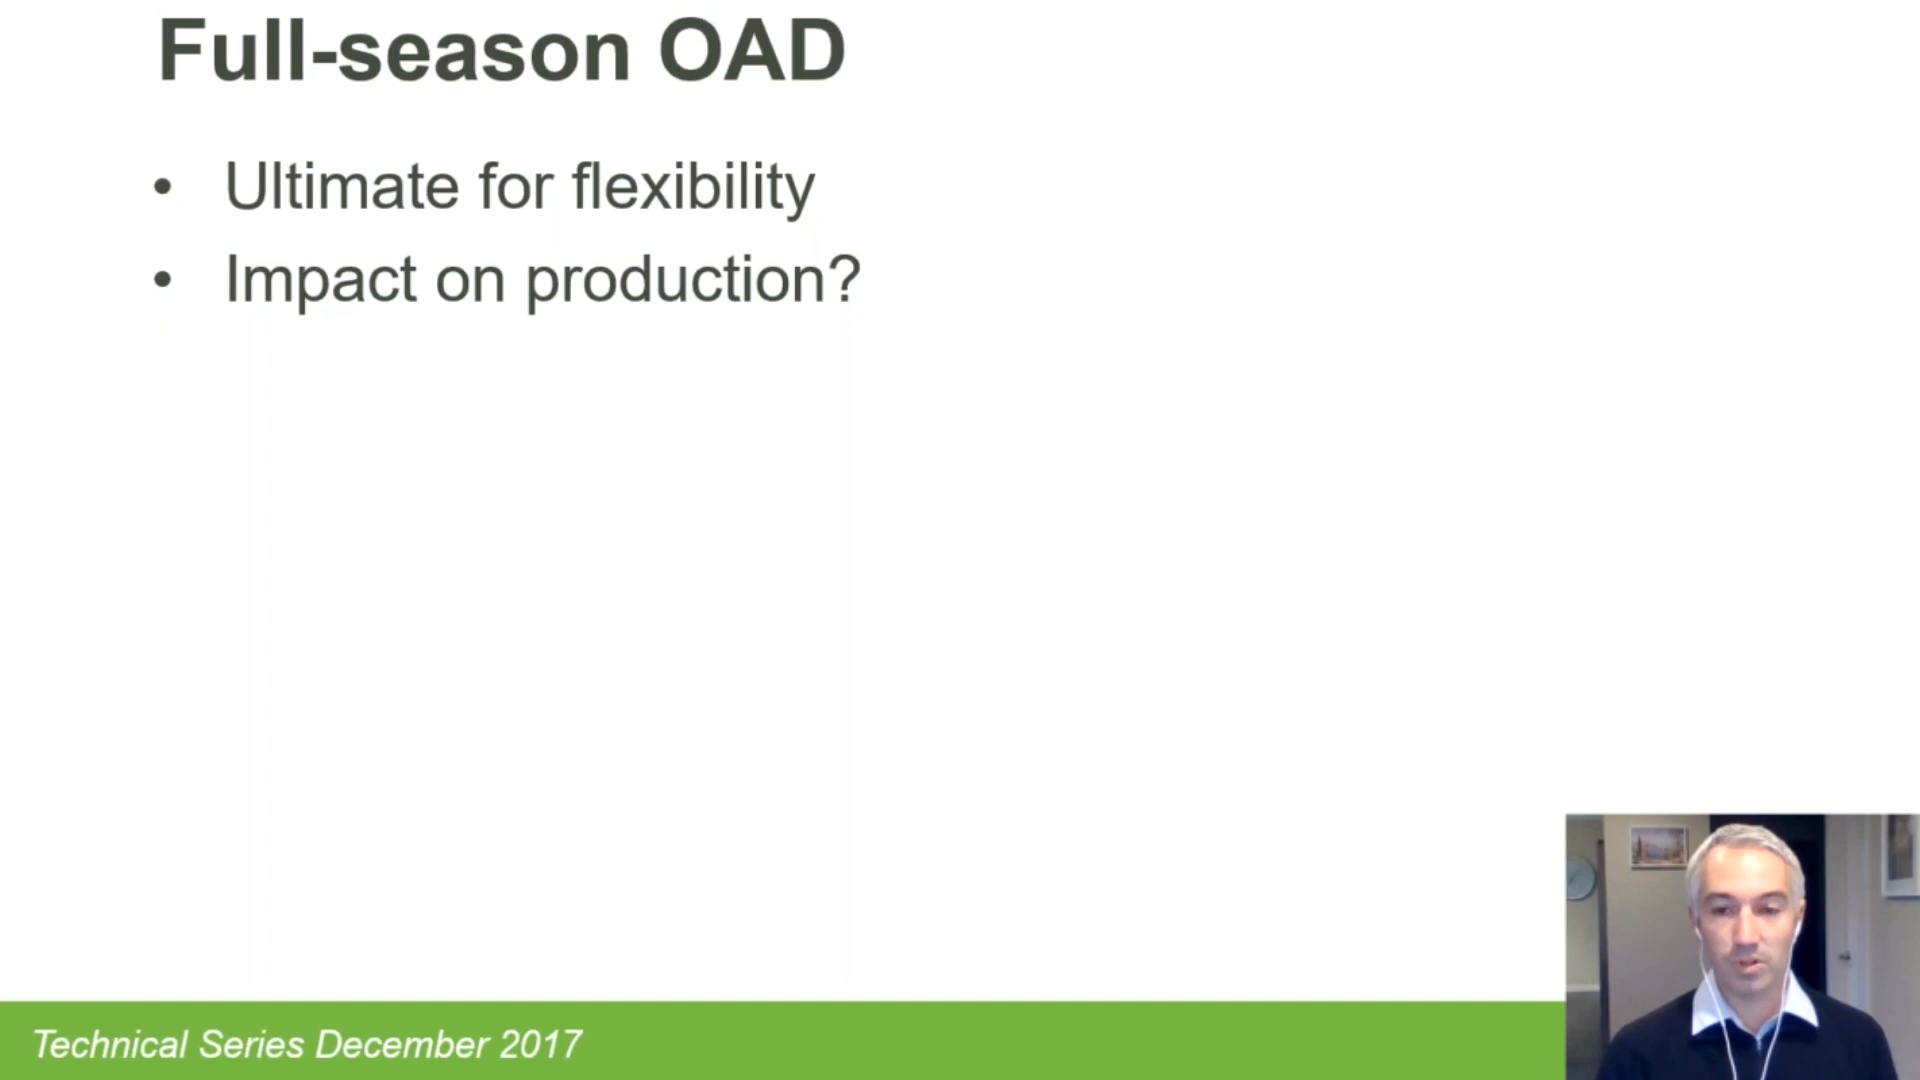 Full-season OAD
• Ultimate for flexibility
• Impact on production?
Technical Series December 2017